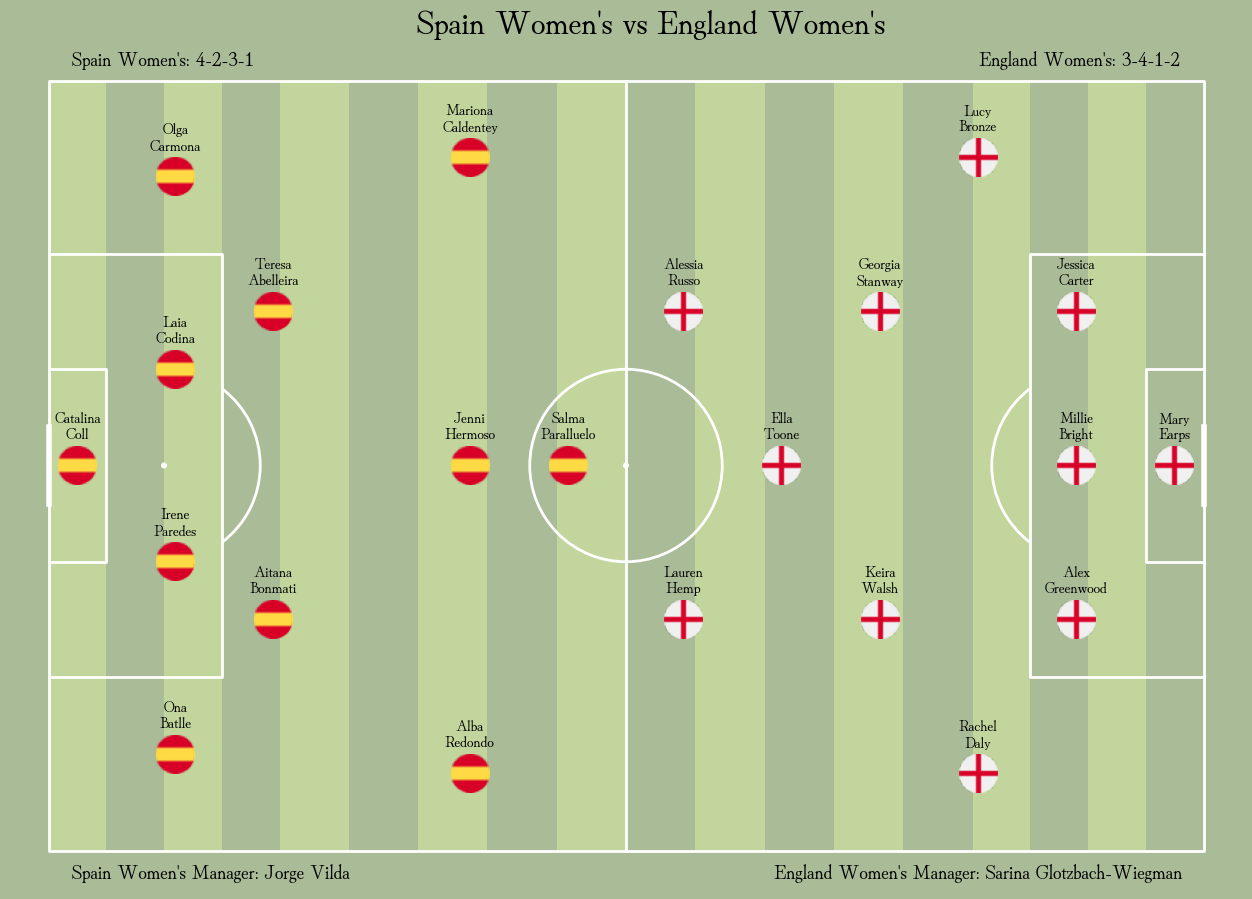 Spain Women's vs England Women's
Spain Women's: 4-2-3-1
England Women's: 3-4-1-2
Olga
Carmona
Mariona
Caldentey
Lucy
Bronze
Teresa
Abelleira
Alessia
Russo
Georgia
Stanway
Jessica
Carter
Laia
Codina
Catalina
Coll
Jenni
Hermoso
Salma
Paralluelo
Ella
Toone
Millie
Bright
Mary
Earps
Irene
Paredes
Aitana
Bonmati
Lauren
Hemp
Keira
Walsh
Alex
Greenwood
Ona
Batlle
Alba
Redondo
Rachel
Daly
Spain Women's Manager: Jorge Vilda
England Women's Manager: Sarina Glotzbach-Wiegman